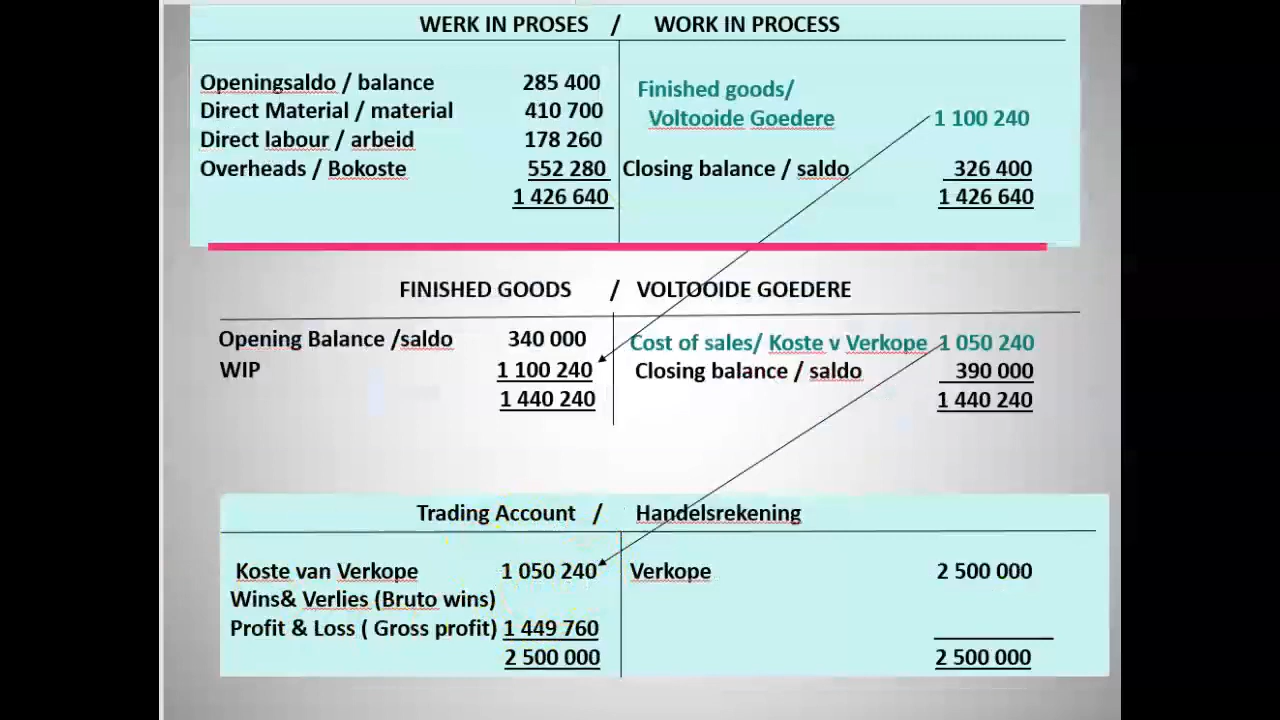 WERK IN PROSES / WORK IN PROCESS
Openingsaldo / balance 285 400
Direct Material / material 410 700
Direct labour / arbeid 178 260
Overheads / Bokoste 552 280
1 426 640
Finished goods/
Voltooide Goedere 1 100 240
Closing balance / saldo 326 400
1 426 640
FINISHED GOODS / VOLTOOIDE GOEDERE
Opening Balance /saldo 340 000
WIP 1 100 240
1 440 240
Cost of sales/ Koste v Verkope 1 050 240
Closing balance / saldo 390 000
1 440 240
Trading Account / Handelsrekening
Koste van Verkope 1 050 240
Wins& Verlies (Bruto wins)
Profit & Loss ( Gross profit) 1 449 760
2 500 000
Verkope 2 500 000
2 500 000